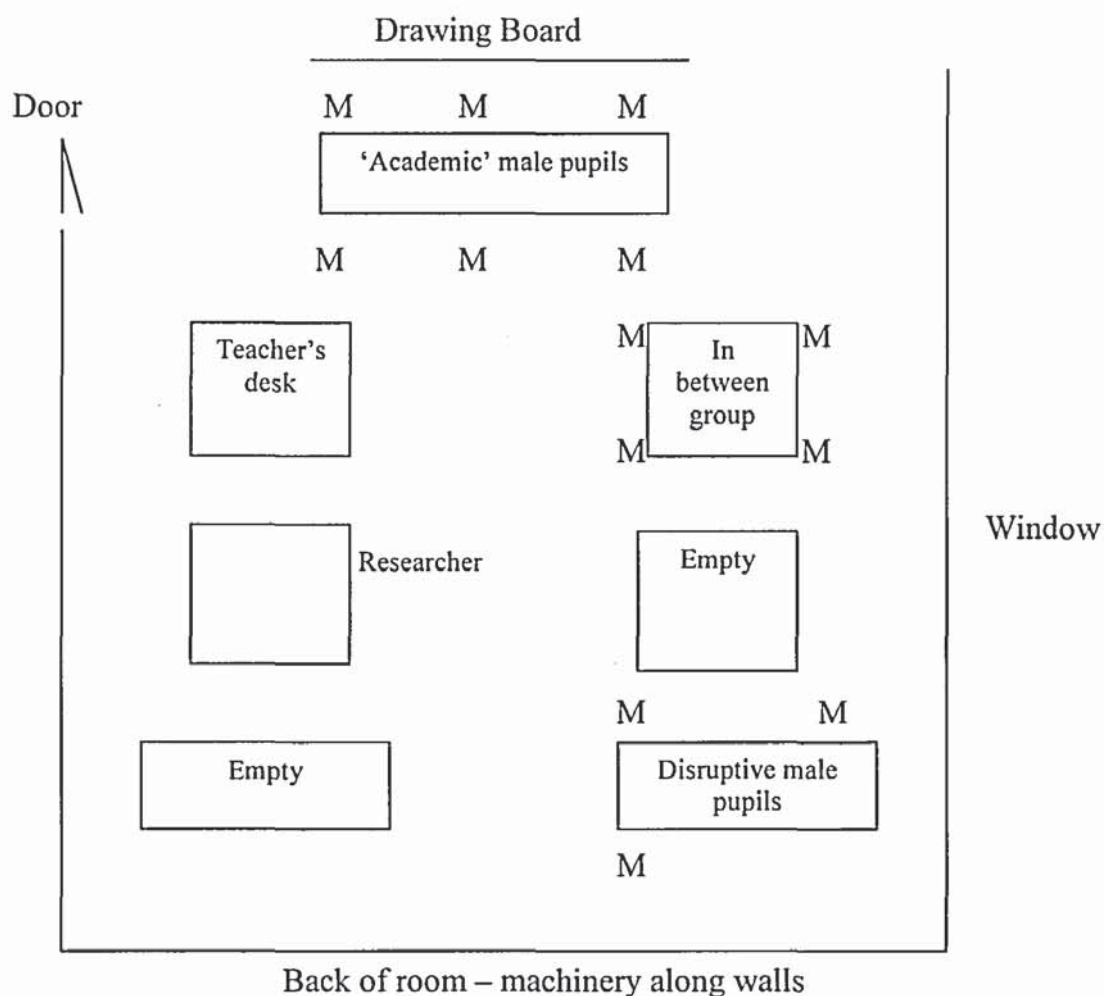 Drawing Board
Door
M M M
‘Academic’ male pupils
M M M
Teacher's
desk
M M
In
between
group
M M
Window
Researcher
Empty
M M
Empty
Disruptive male
pupils
M
Back of room – machinery along walls